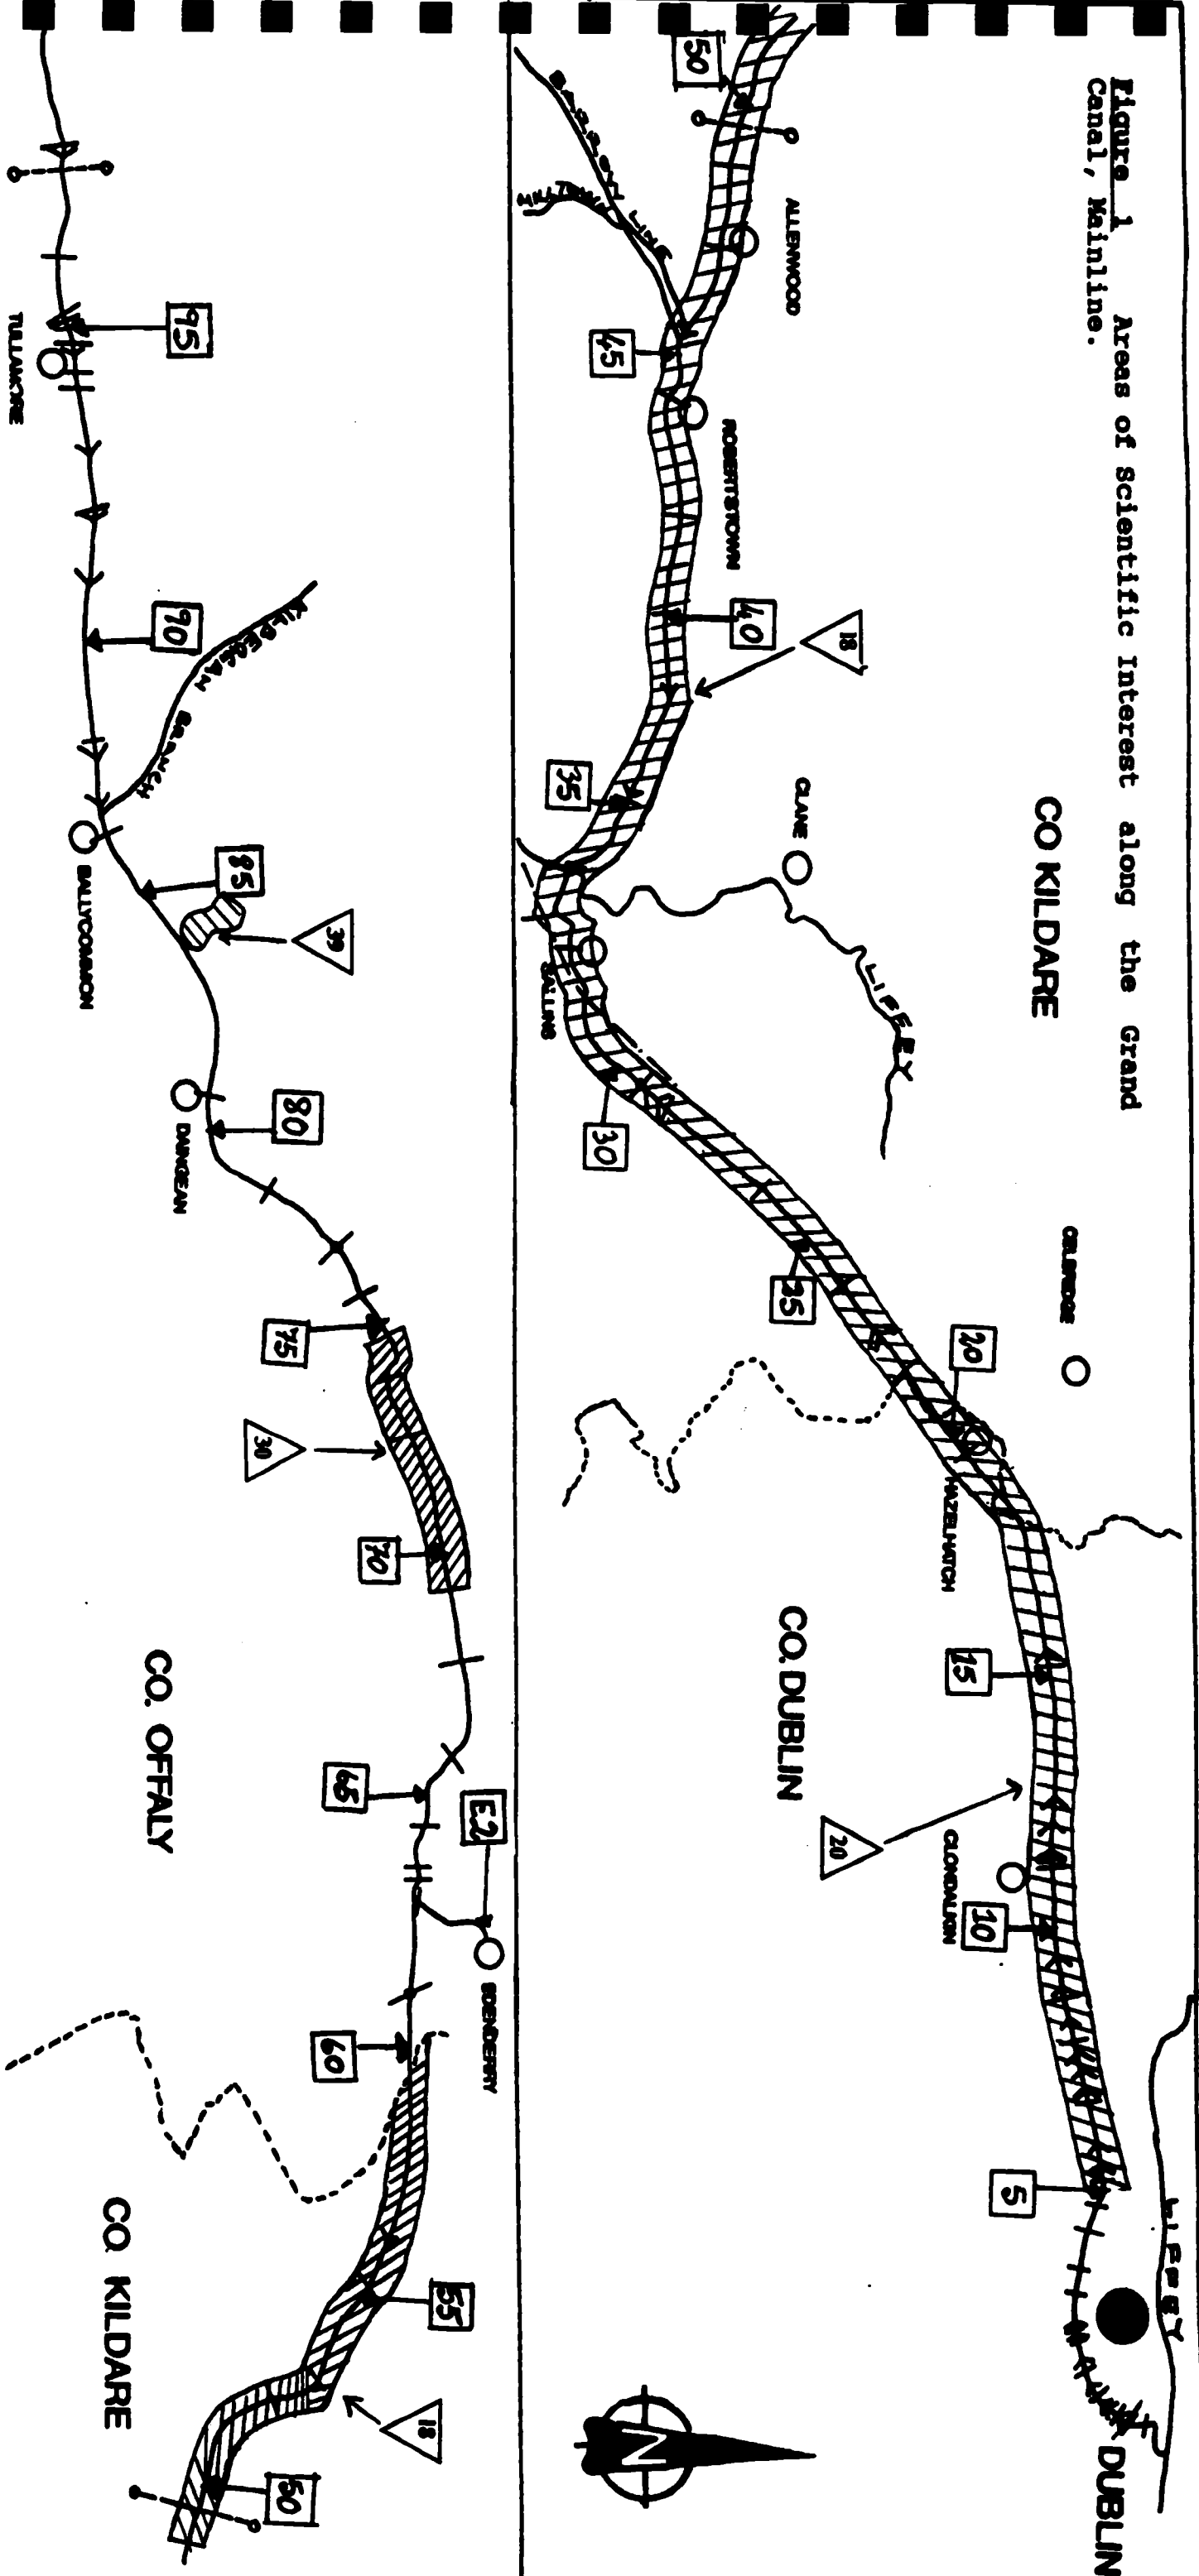 Figure 1 Areas of Scientific Interest along the Grand
Canal, Mainline.
CO KILDARE
50
ALLENWOOD
BARROW LINE
MILLTOWN
45
ROBERTSTOWN
40
18
35
CLANE
LIFFEY
SALLINS
30
CELBRIDGE
25
20
HAZELHATCH
CO. DUBLIN
15
20
CLONDALKIN
10
5
LIFFEY
DUBLIN
N
TULLAMORE
95
90
KILBEGGAN BRANCH
BALLYCOMMON
85
39
DAINGEAN
80
75
30
70
CO. OFFALY
65
E.2
EDENDERRY
60
CO. KILDARE
55
18
50